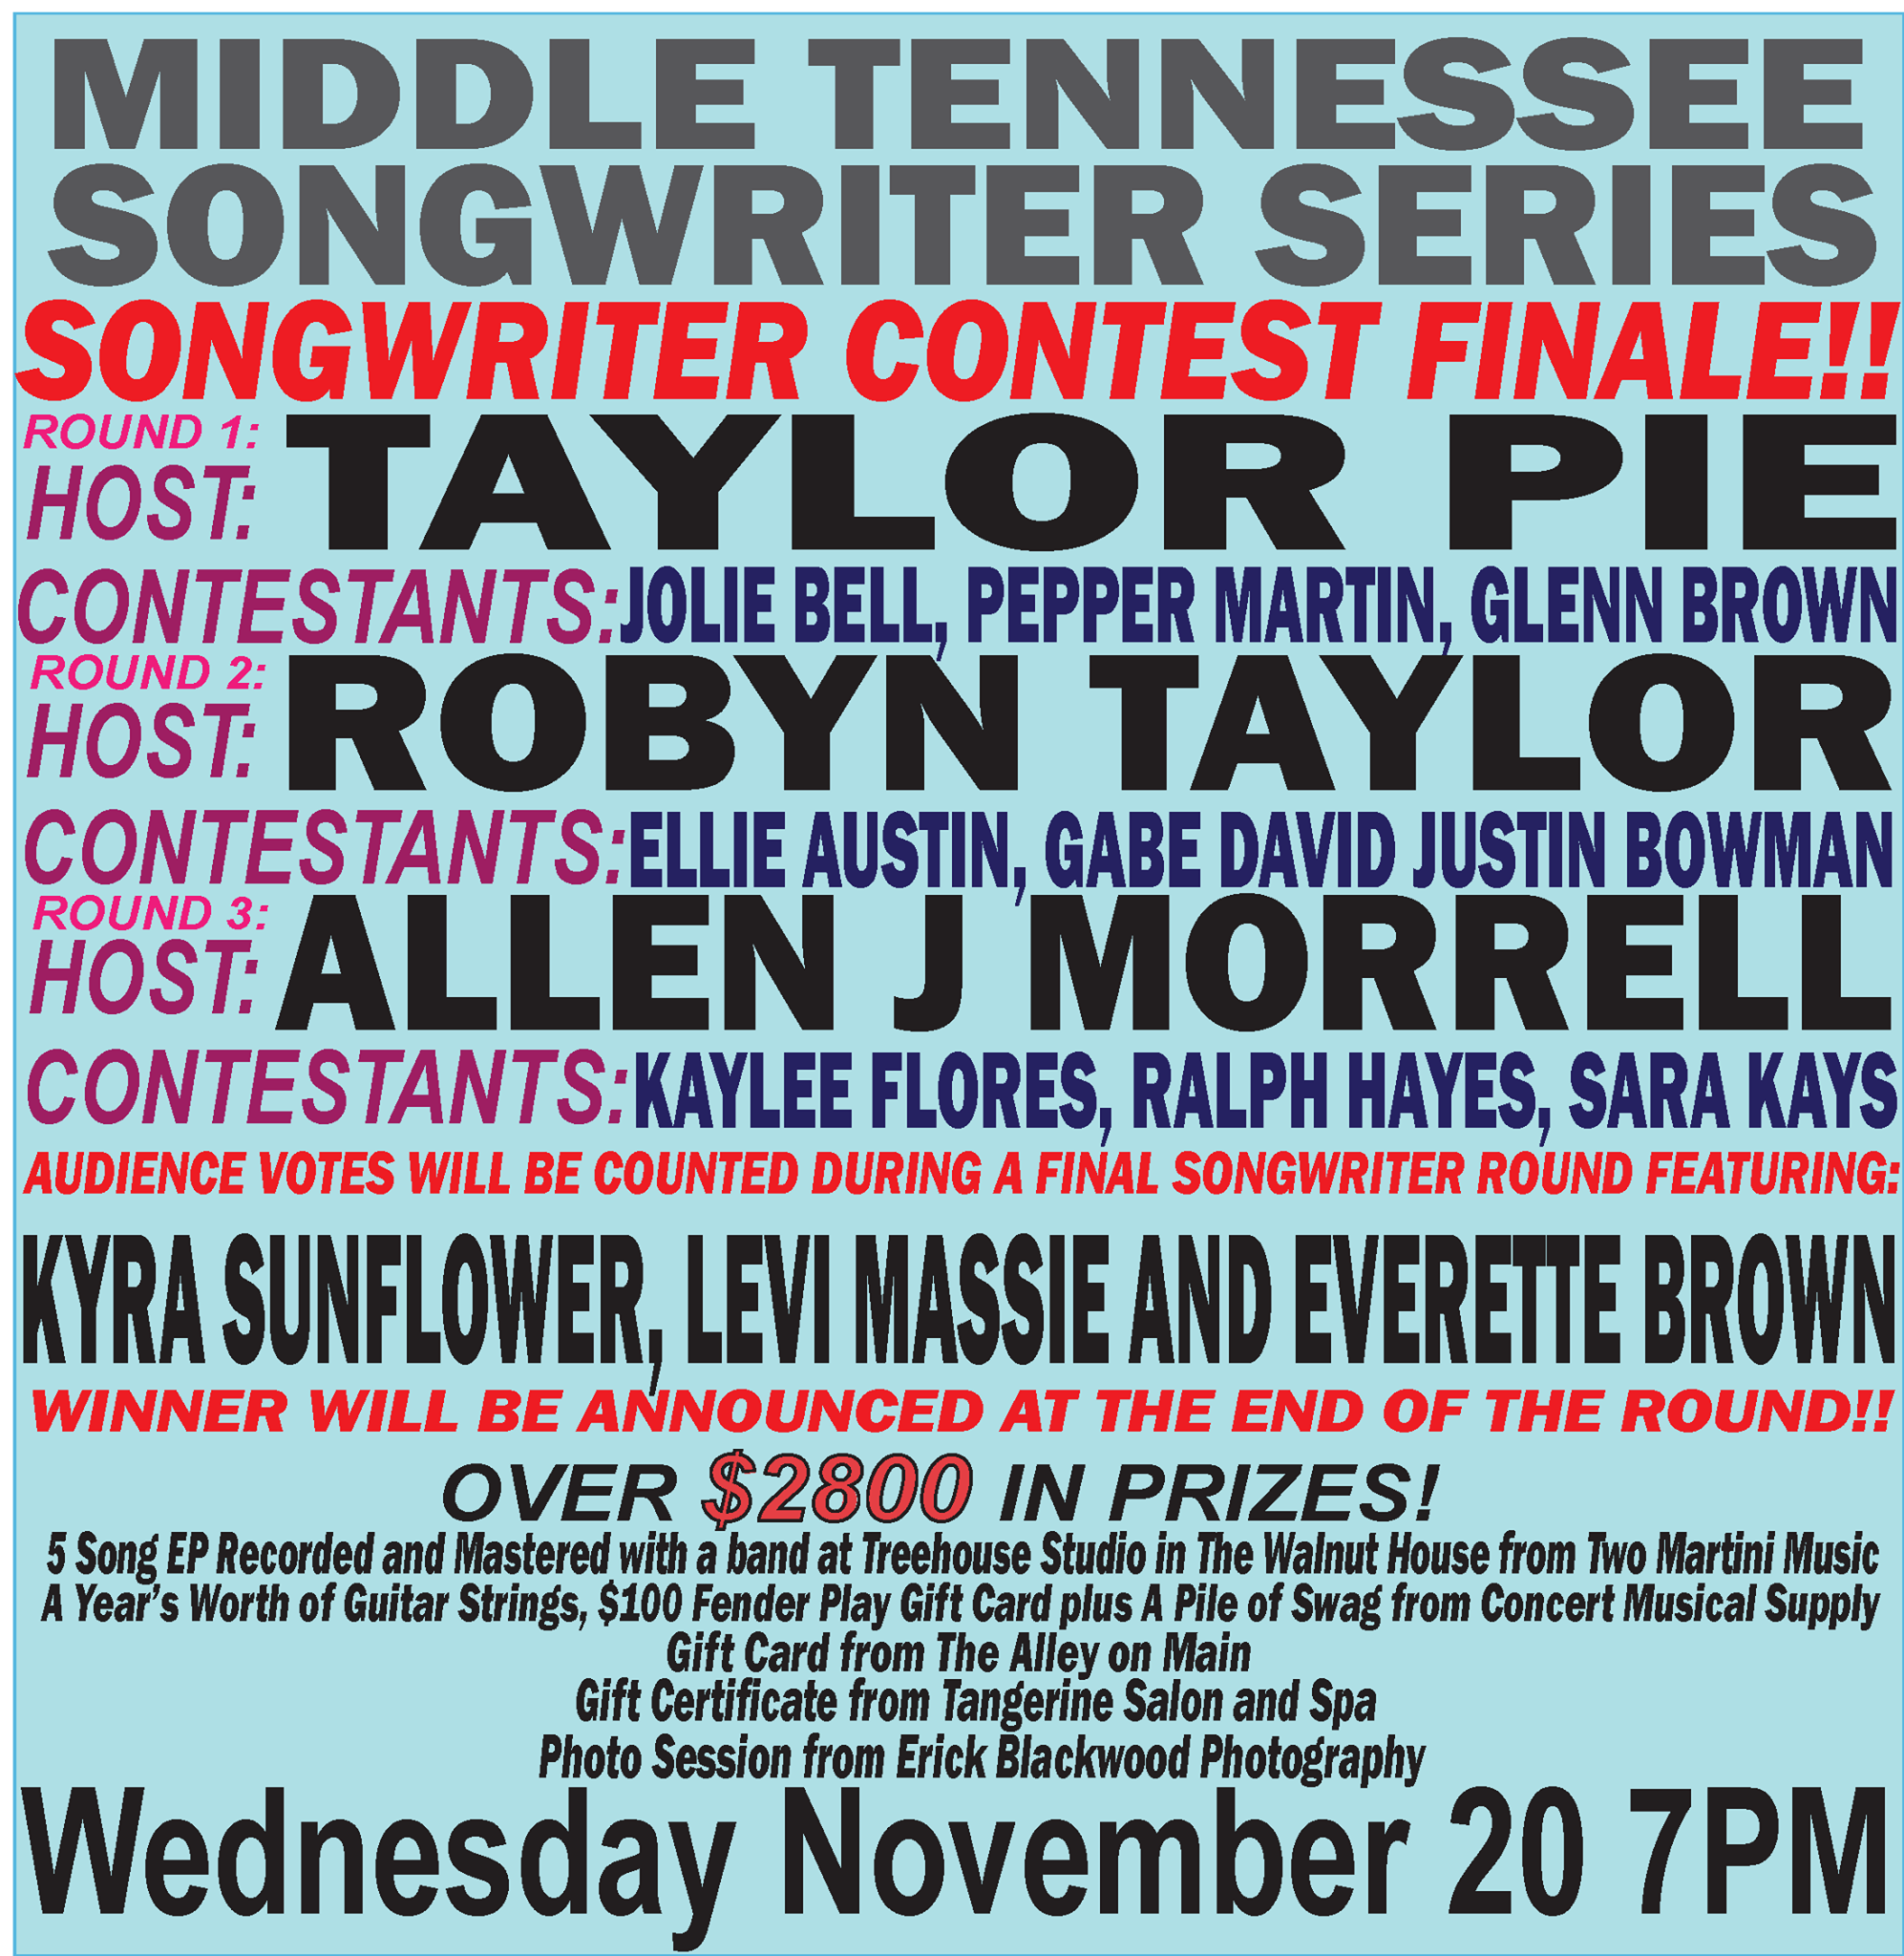 MIDDLE TENNESSEE
SONGWRITER SERIES
SONGWRITER CONTEST FINALE!!
ROUND 1:
HOST: TAYLOR PIE
CONTESTANTS: JOLIE BELL, PEPPER MARTIN, GLENN BROWN
ROUND 2:
HOST: ROBYN TAYLOR
CONTESTANTS: ELLIE AUSTIN, GABE DAVID JUSTIN BOWMAN
ROUND 3:
HOST: ALLEN J MORRELL
CONTESTANTS: KAYLEE FLORES, RALPH HAYES, SARA KAYS
AUDIENCE VOTES WILL BE COUNTED DURING A FINAL SONGWRITER ROUND FEATURING:
KYRA SUNFLOWER, LEVI MASSIE AND EVERETTE BROWN
WINNER WILL BE ANNOUNCED AT THE END OF THE ROUND!!
OVER $2800 IN PRIZES!
5 Song EP Recorded and Mastered with a band at Treehouse Studio in The Walnut House from Two Martini Music
A Year's Worth of Guitar Strings, $100 Fender Play Gift Card plus A Pile of Swag from Concert Musical Supply
Gift Card from The Alley on Main
Gift Certificate from Tangerine Salon and Spa
Photo Session from Erick Blackwood Photography
Wednesday November 20 7PM